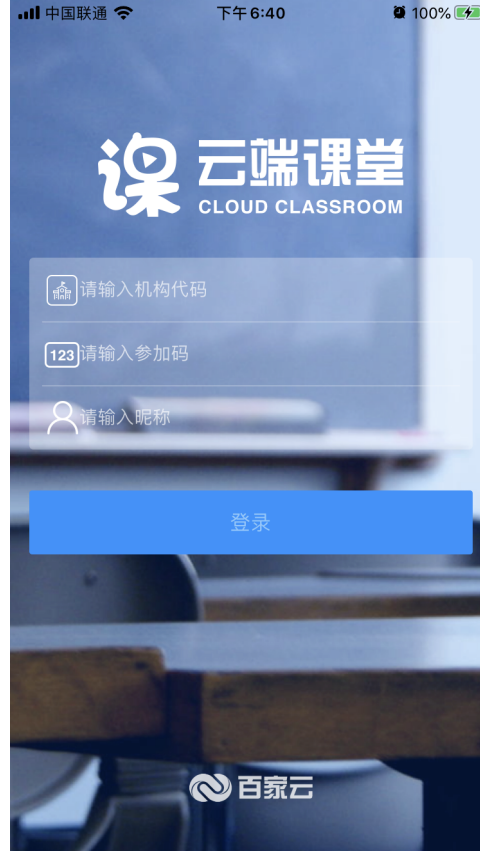 中国联通 下午6:40 100%
课 云端课堂
CLOUD CLASSROOM
请输入机构代码
123 请输入参加码
请输入昵称
登录
百家云